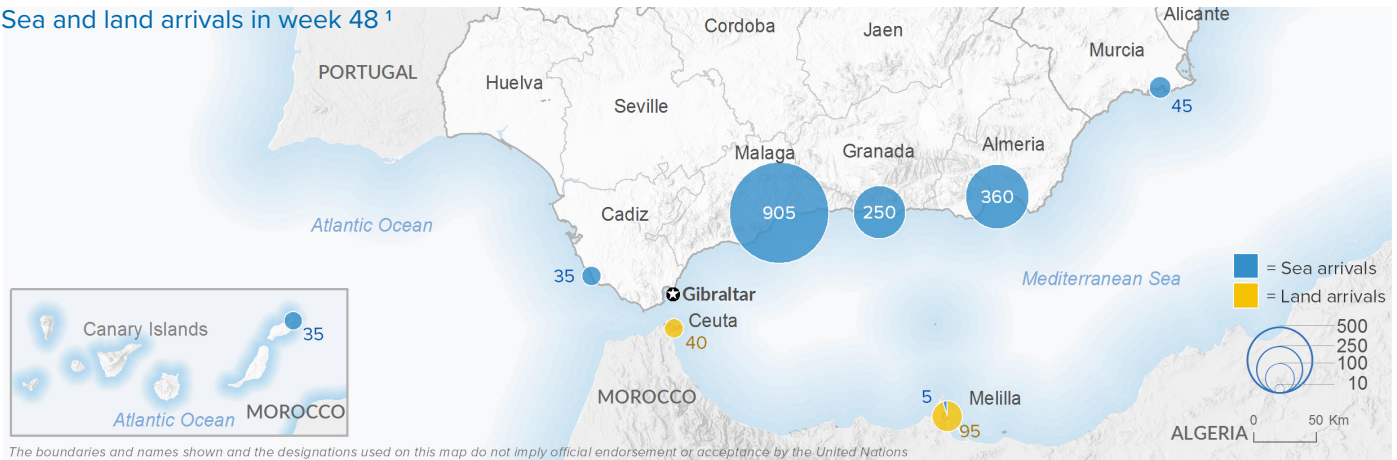 Sea and land arrivals in week 48 ¹
Alicante
Cordoba
Jaen
Murcia
PORTUGAL
Huelva
Seville
45
Malaga
Granada
Almeria
905
250
360
Cadiz
Atlantic Ocean
35
Mediterranean Sea
= Sea arrivals
= Land arrivals
Gibraltar
Ceuta
40
Canary Islands
35
500
250
100
10
MOROCCO
5
Melilla
95
Atlantic Ocean
MOROCCO
0 50 Km
ALGERIA
The boundaries and names shown and the designations used on this map do not imply official endorsement or acceptance by the United Nations